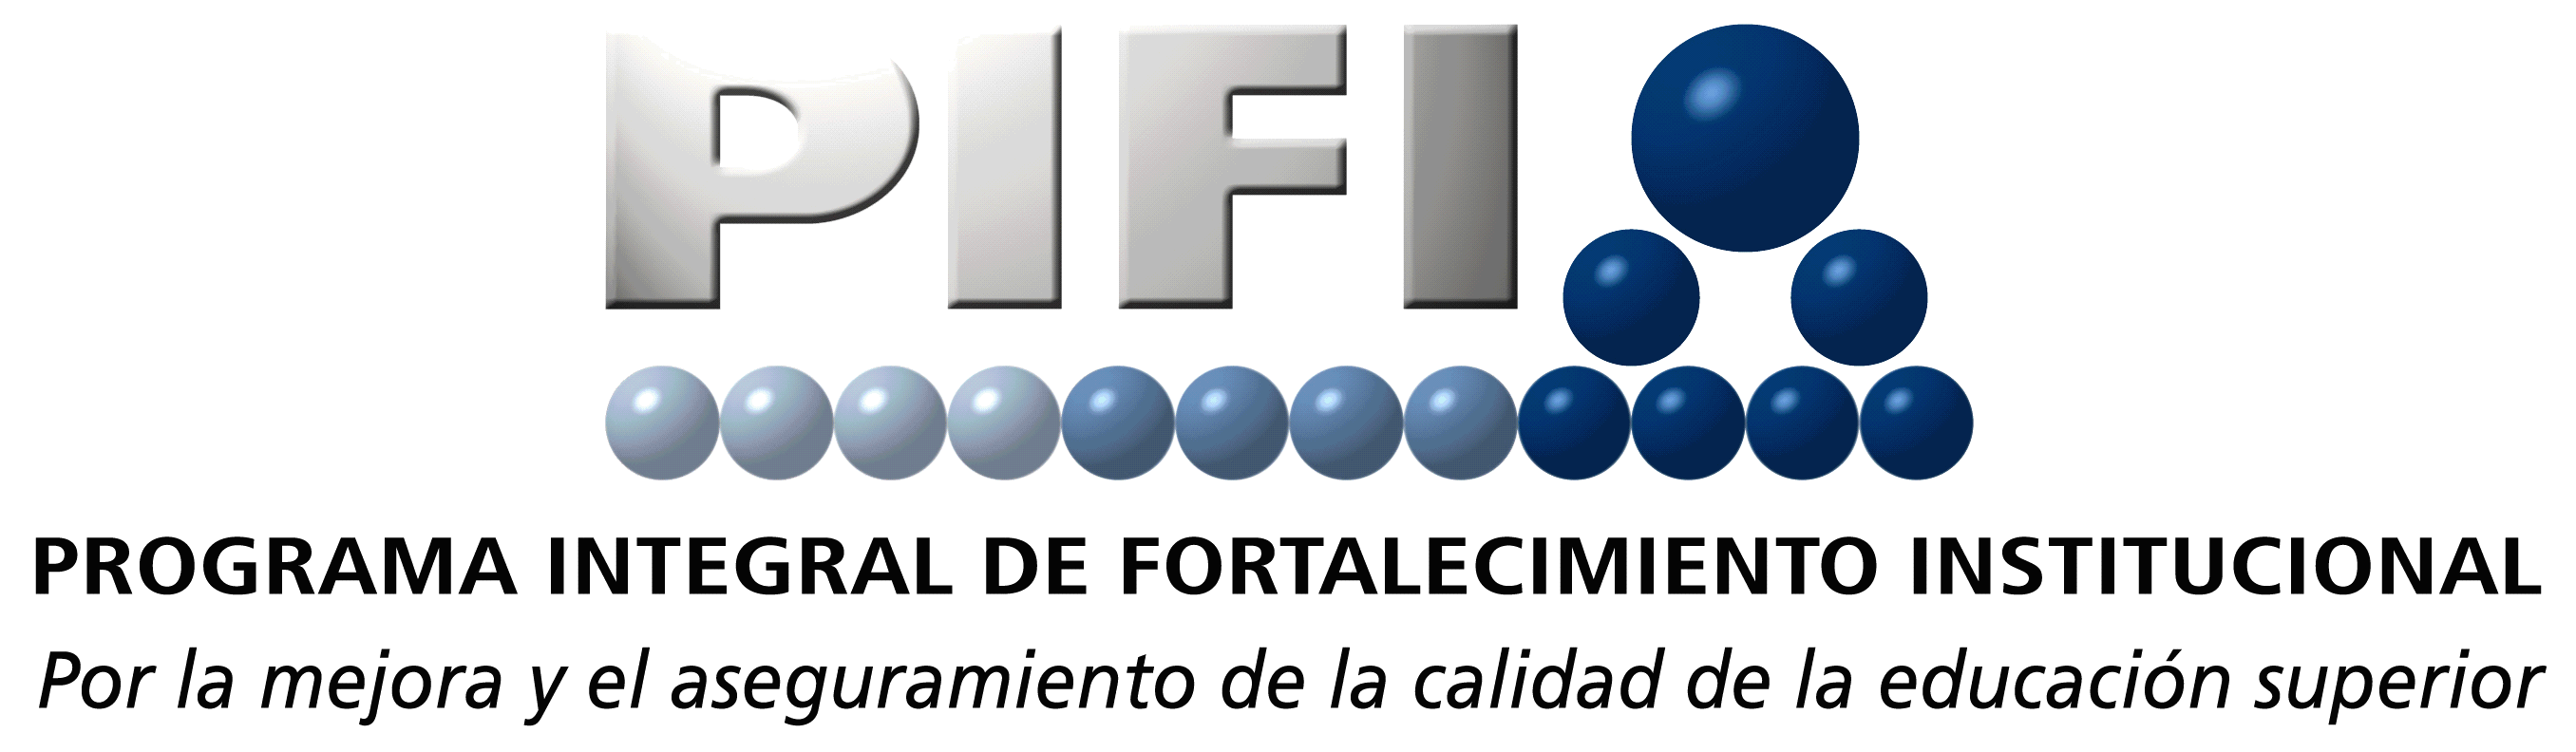 PIFI
PROGRAMA INTEGRAL DE FORTALECIMIENTO INSTITUCIONAL
Por la mejora y el aseguramiento de la calidad de la educación superior